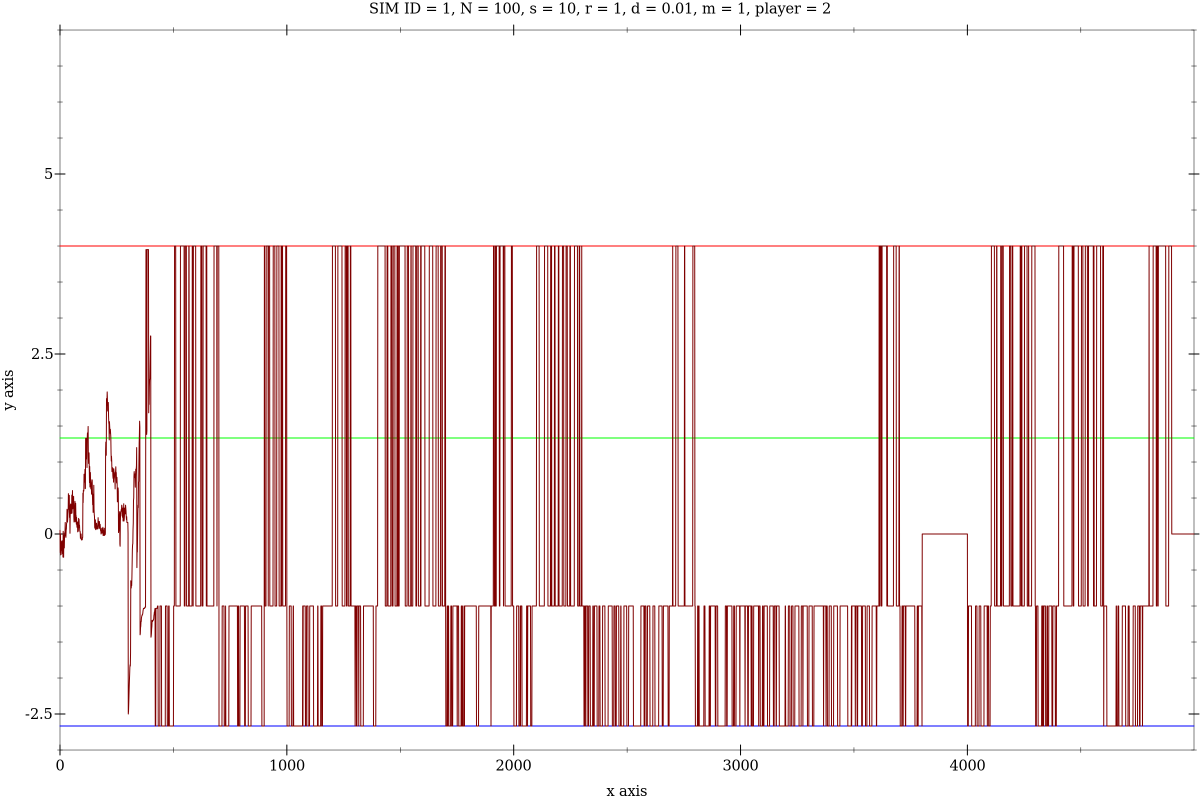 SIM ID = 1, N = 100, s = 10, r = 1, d = 0.01, m = 1, player = 2
5
2.5
0
-2.5
y axis
0 1000 2000 3000 4000
x axis